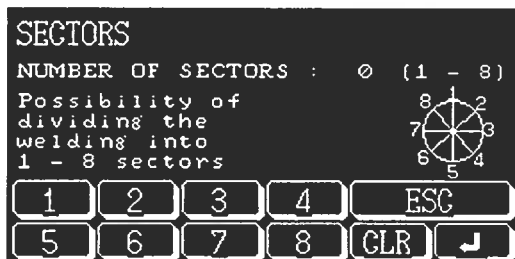 SECTORS
NUMBER OF SECTORS : 0 (1 - 8)
Possibility of
dividing the
welding into
1 - 8 sectors
1
8 2
7 3
6 4
5
1 2 3 4 ESC
5 6 7 8 CLR ↵